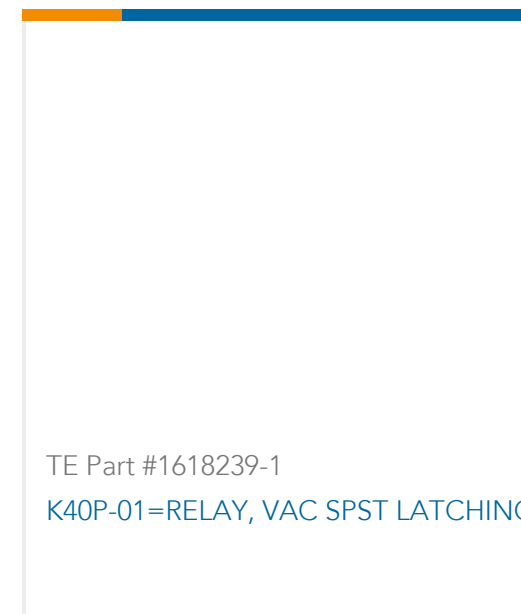 TE Part #1618239-1
K40P-01=RELAY, VAC SPST LATCHING